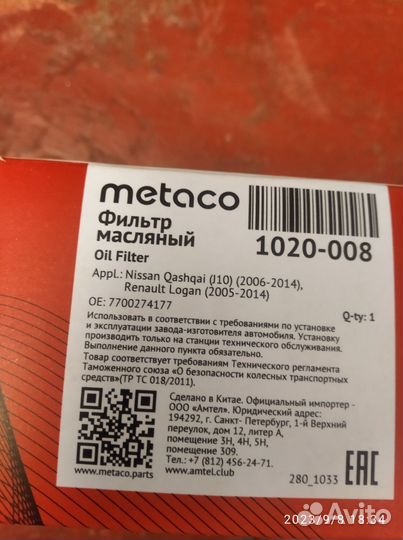 metaco
Фильтр
масляный
Oil Filter
1020-008
Appl.: Nissan Qashqai (J10) (2006-2014),
Renault Logan (2005-2014)
OE: 7700274177
Q-ty: 1
Использовать в соответствии с требованиями по установке
и эксплуатации завода-изготовителя автомобиля. Установку
производить только на станции технического обслуживания.
Выполнение данного пункта обязательно.
Товар соответствует требованиям Технического регламента
Таможенного союза «О безопасности колесных транспортных
средств»(ТР ТС 018/2011).
Сделано в Китае. Официальный импортер -
ООО «Амтел». Юридический адрес:
194292, г. Санкт- Петербург, 1-й Верхний
переулок, дом 12, литер А,
помещение 3Н, 4Н, 5Н,
помещение 309.
Тел.: +7 (812) 456-24-71.
www.metaco.parts
www.amtel.club
280_1033
EAC
2023/9/8 18:34
Avito